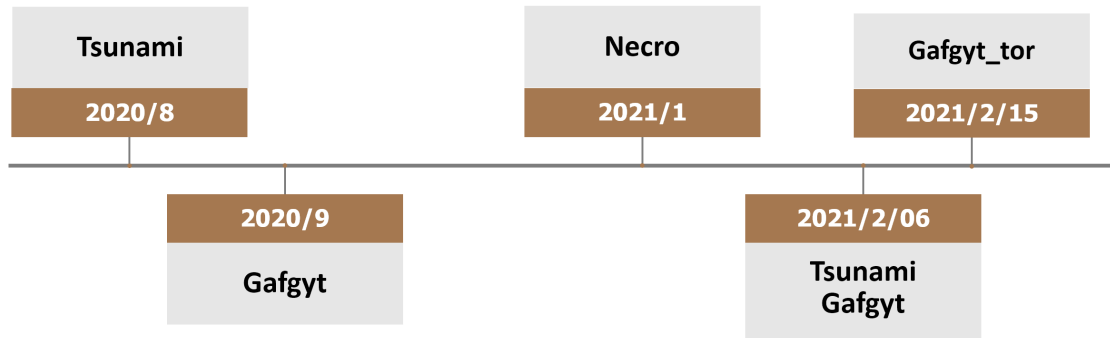 Tsunami
2020/8
2020/9
Gafgyt
Necro
2021/1
2021/2/06
Tsunami
Gafgyt
Gafgyt_tor
2021/2/15